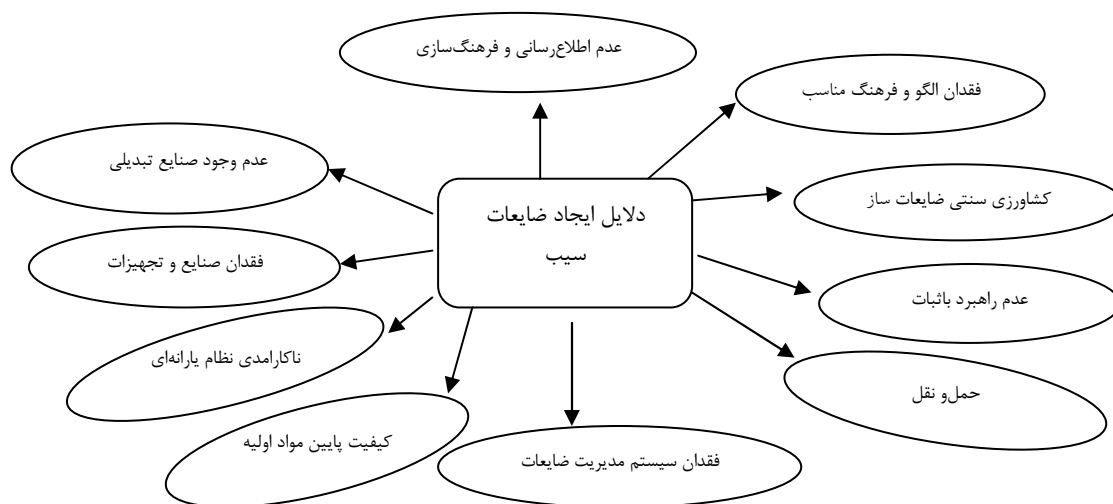 عدم اطلاع‌رسانی و فرهنگ‌سازی
فقدان الگو و فرهنگ مناسب
عدم وجود صنایع تبدیلی
کشاورزی سنتی ضایعات ساز
دلایل ایجاد ضایعات
سیب
فقدان صنایع و تجهیزات
عدم راهبرد باثبات
ناکارامدی نظام یارانه‌ای
حمل‌و نقل
کیفیت پایین مواد اولیه
فقدان سیستم مدیریت ضایعات